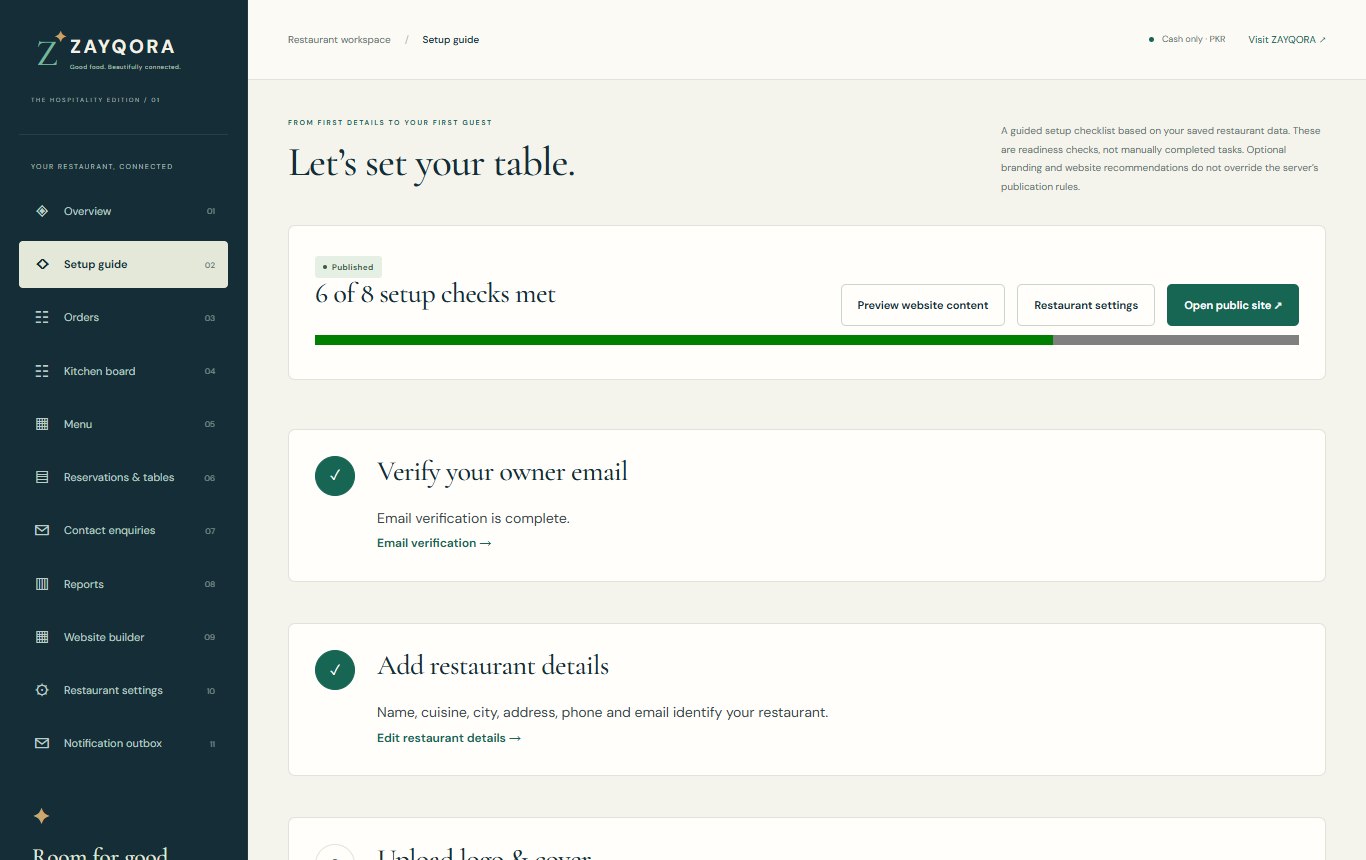 ZAYQORA
Good food. Beautifully connected.
THE HOSPITALITY EDITION / 01
YOUR RESTAURANT, CONNECTED
Overview 01
Setup guide 02
Orders 03
Kitchen board 04
Menu 05
Reservations & tables 06
Contact enquiries 07
Reports 08
Website builder 09
Restaurant settings 10
Notification outbox 11
Room for good
Restaurant workspace / Setup guide
Cash only · PKR
Visit ZAYQORA ↗
FROM FIRST DETAILS TO YOUR FIRST GUEST
Let’s set your table.
A guided setup checklist based on your saved restaurant data. These
are readiness checks, not manually completed tasks. Optional
branding and website recommendations do not override the server’s
publication rules.
Published
6 of 8 setup checks met
Preview website content
Restaurant settings
Open public site ↗
Verify your owner email
Email verification is complete.
Email verification →
Add restaurant details
Name, cuisine, city, address, phone and email identify your restaurant.
Edit restaurant details →
Upload logo & cover